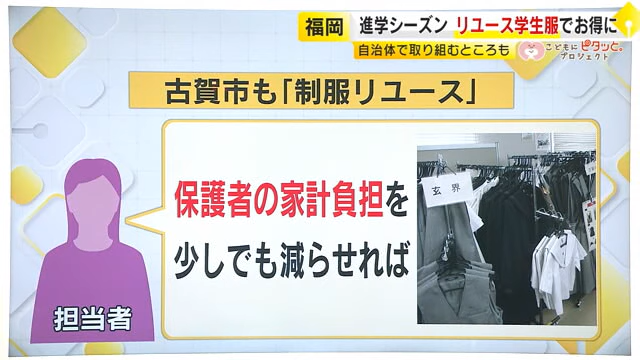 福岡
進学シーズン リユース学生服でお得に
自治体で取り組むところも
こどもにピタッと。
プロジェクト
古賀市も「制服リユース」
保護者の家計負担を
少しでも減らせれば
玄界
担当者